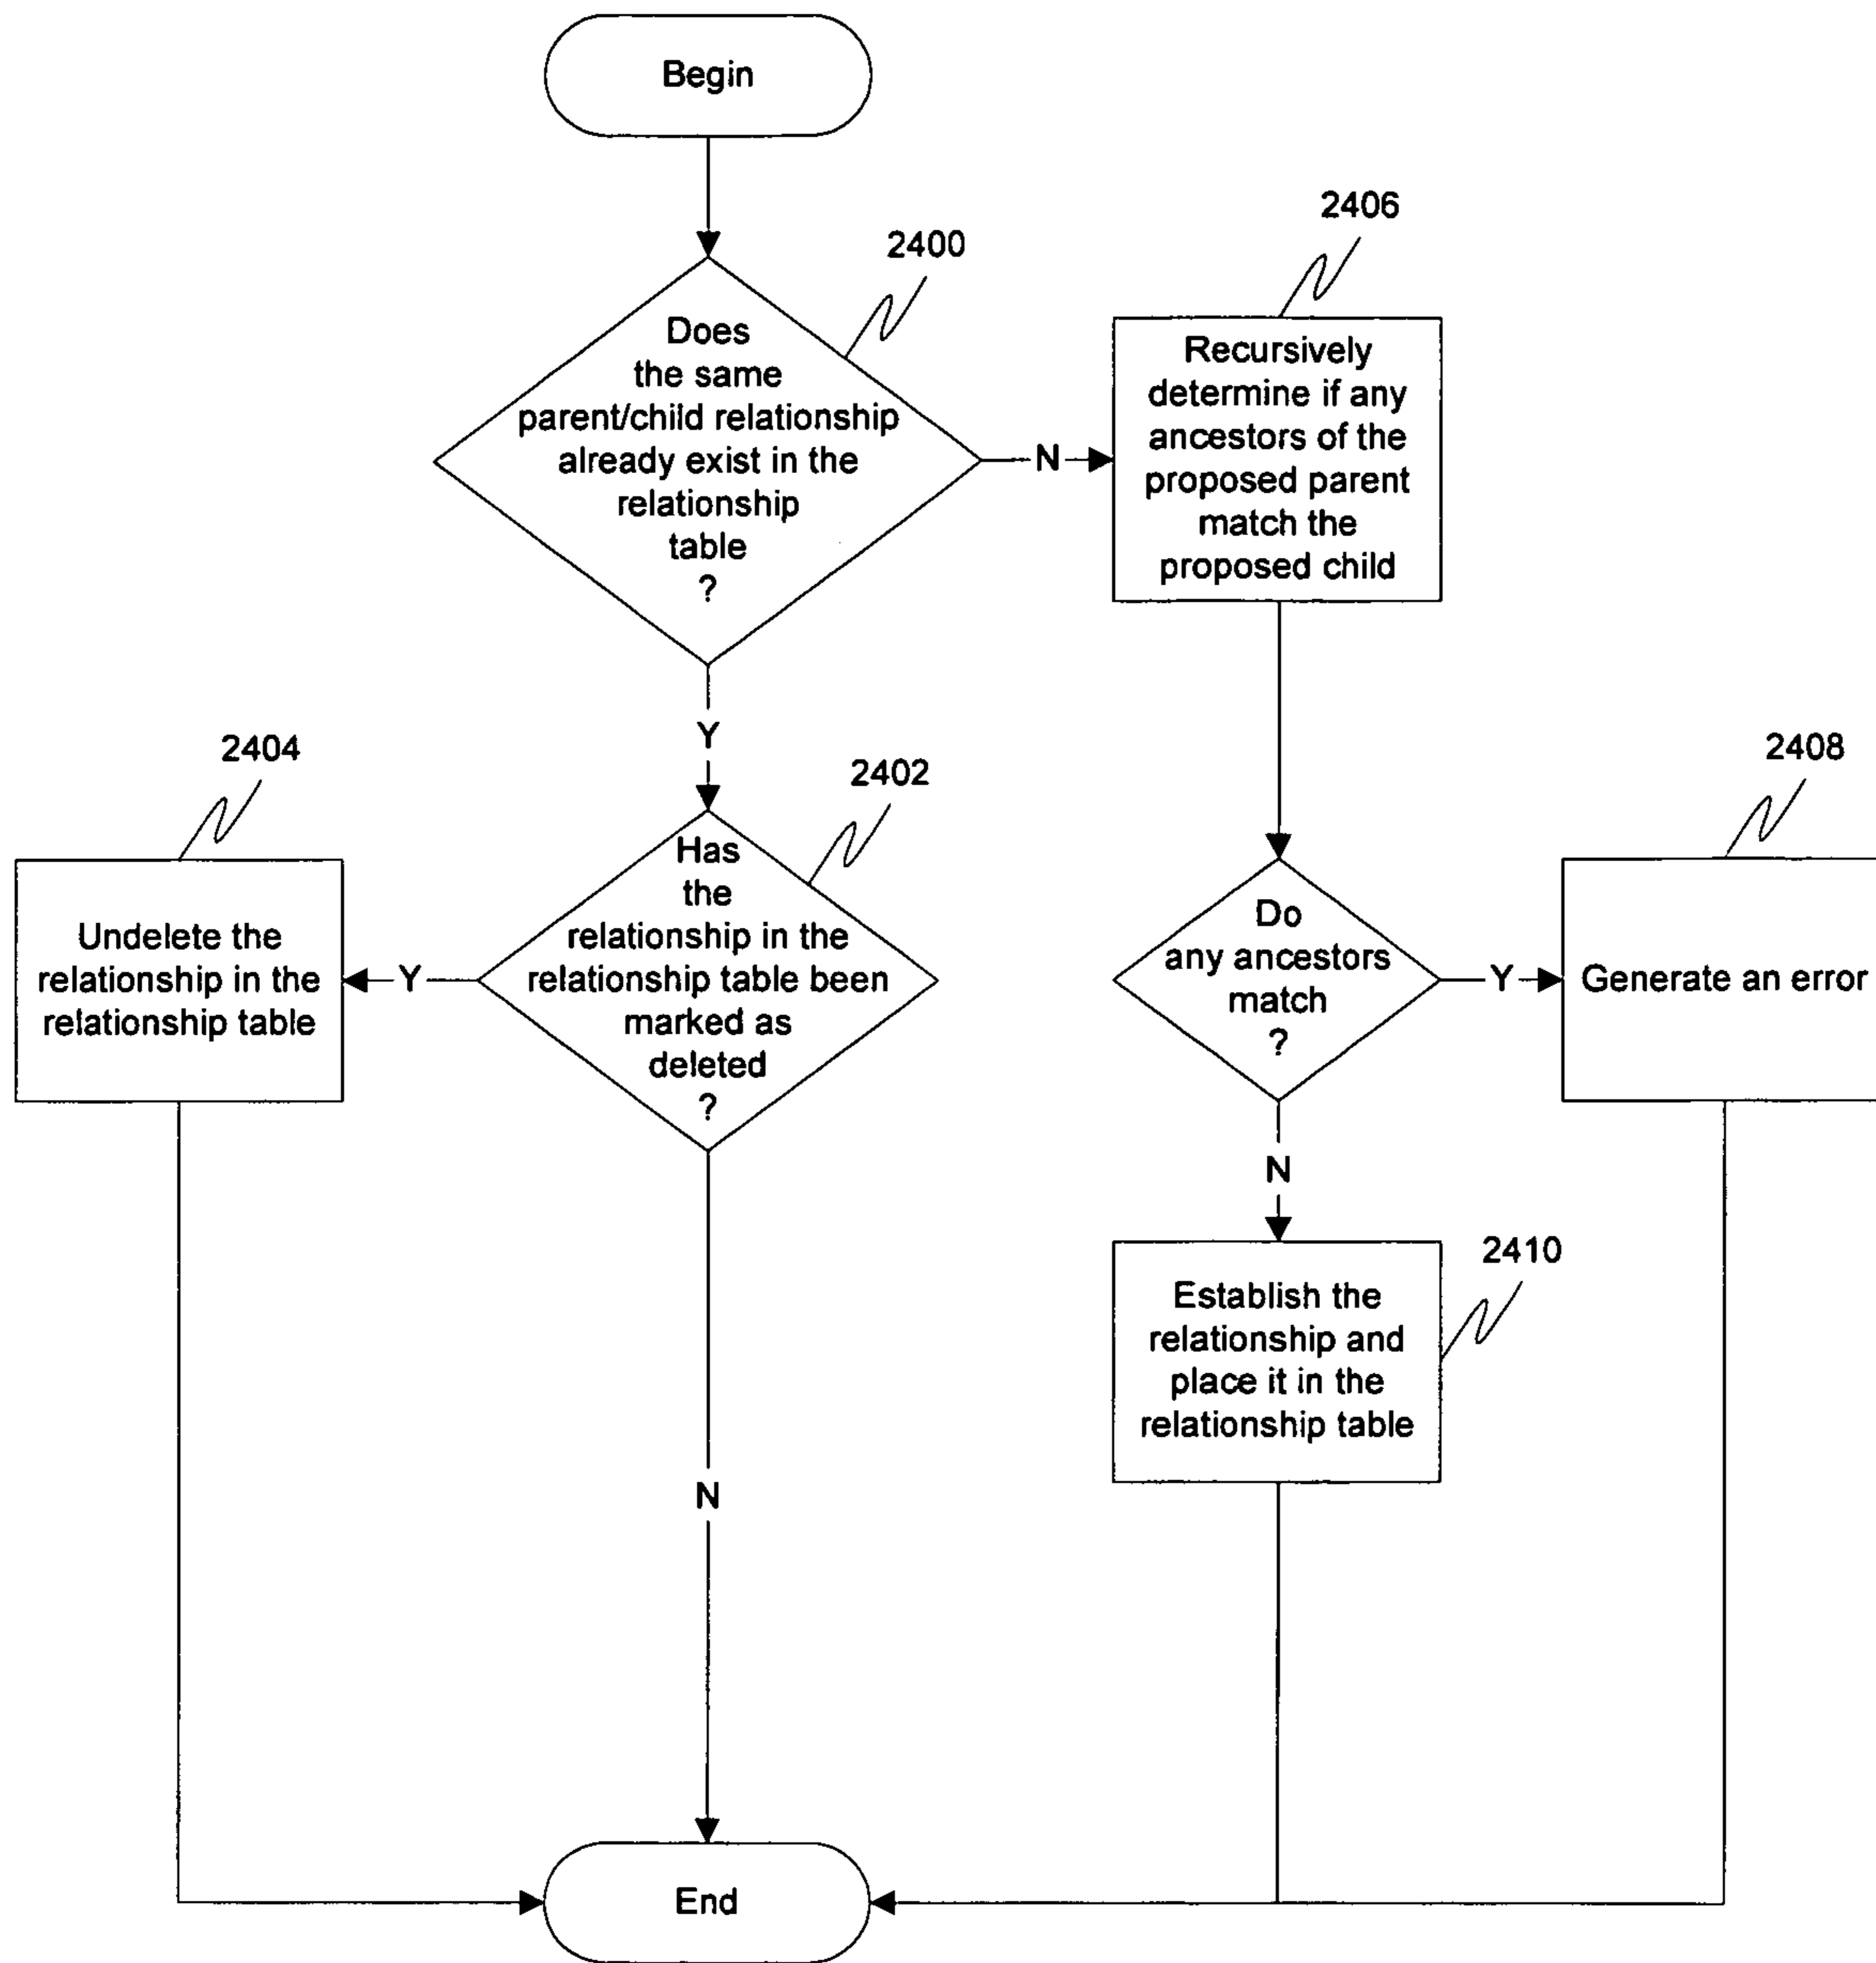 Begin
2400
Does
the same
parent/child relationship
already exist in the
relationship
table
?
N
2406
Recursively
determine if any
ancestors of the
proposed parent
match the
proposed child
Y
2404
Undelete the
relationship in the
relationship table
Y
2402
Has
the
relationship in the
relationship table been
marked as
deleted
?
N
Do
any ancestors
match
?
Y
2408
Generate an error
N
2410
Establish the
relationship and
place it in the
relationship table
End